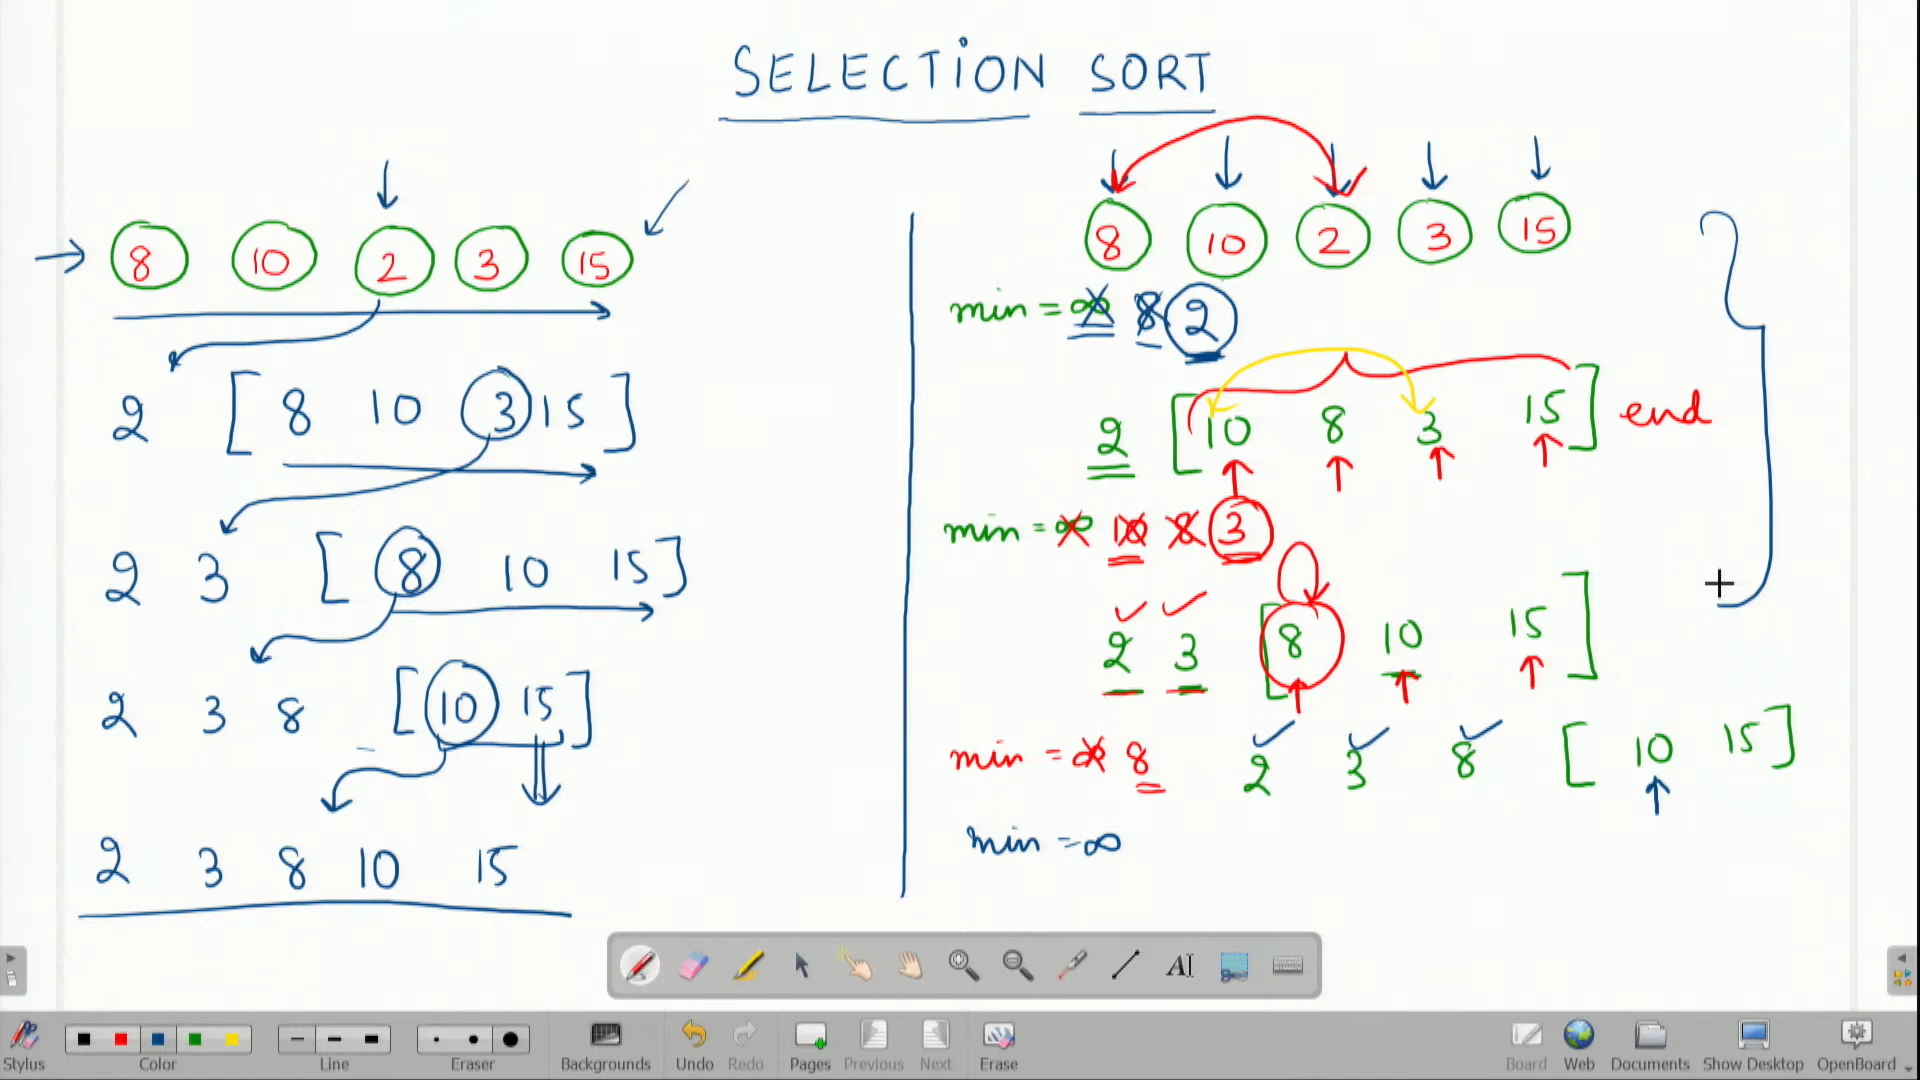 SELECTION SORT
8 10 2 3 15
2 [ 8 10 3 15 ]
2 3 [ 8 10 15 ]
2 3 8 [ 10 15 ]
2 3 8 10 15
8 10 2 3 15
min = ∞ 8 2
2 [ 10 8 3 15 ] end
min = ∞ 10 8 3
2 3 [ 8 10 15 ]
min = ∞ 8
2 3 8 [ 10 15 ]
min = ∞
Stylus
Color
Line
Eraser
Backgrounds
Undo
Redo
Pages
Previous
Next
Erase
Board
Web
Documents
Show Desktop
OpenBoard